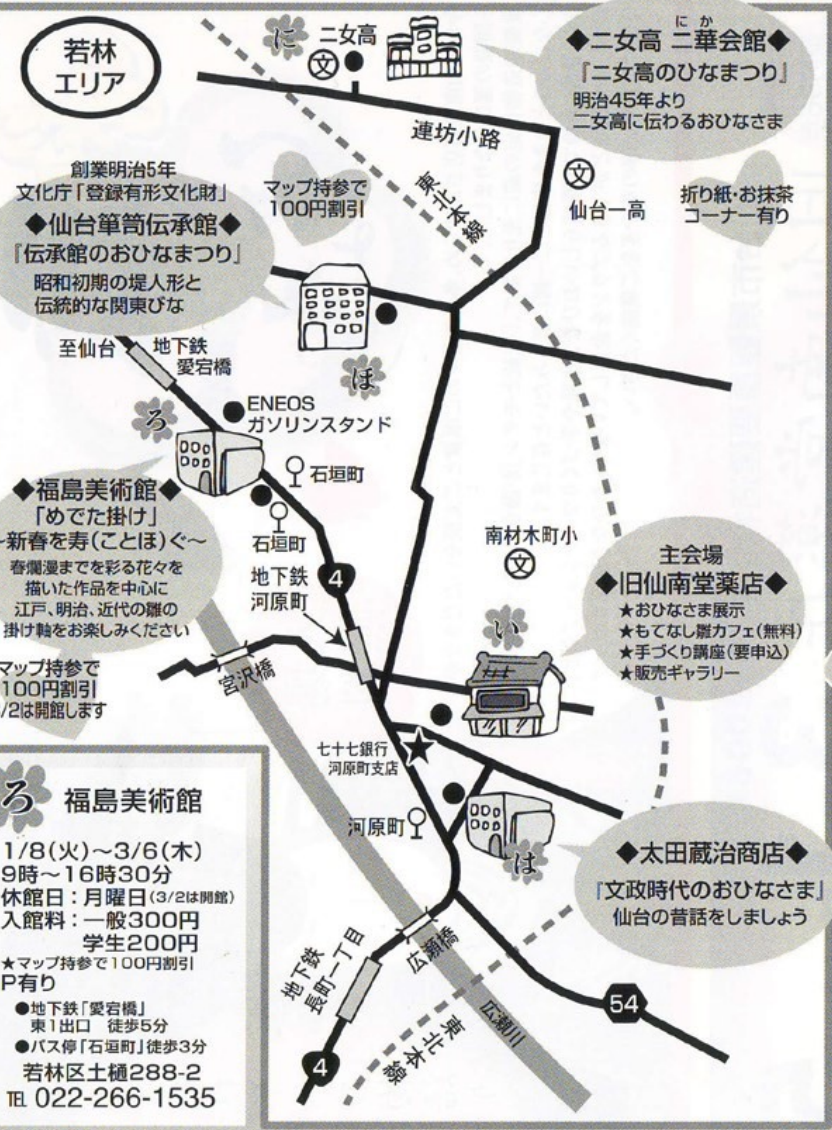 若林
エリア
に
二女高
文
にか
◆二女高 二華会館◆
『二女高のひなまつり』
明治45年より
二女高に伝わるおひなさま
連坊小路
東北本線
文
仙台一高
折り紙・お抹茶
コーナー有り
マップ持参で
100円割引
創業明治5年
文化庁「登録有形文化財」
◆仙台箪笥伝承館◆
『伝承館のおひなまつり』
昭和初期の堤人形と
伝統的な関東びな
ほ
至仙台
地下鉄
愛宕橋
ろ
ENEOS
ガソリンスタンド
石垣町
石垣町
◆福島美術館◆
「めでた掛け」
~新春を寿(ことほ)ぐ~
春爛漫までを彩る花々を
描いた作品を中心に
江戸、明治、近代の雛の
掛け軸をお楽しみください
マップ持参で
100円割引
/2は開館します
地下鉄
河原町
4
南材木町小
文
主会場
◆旧仙南堂薬店◆
★おひなさま展示
★もてなし雛カフェ(無料)
★手づくり講座(要申込)
★販売ギャラリー
い
宮沢橋
七十七銀行
河原町支店
★
河原町
は
◆太田蔵治商店◆
『文政時代のおひなさま』
仙台の昔話をしましょう
広瀬橋
地下鉄
長町一丁目
広瀬川
東北本線
54
4
ろ 福島美術館
1/8(火)~3/6(木)
9時~16時30分
休館日:月曜日(3/2は開館)
入館料:一般300円
学生200円
★マップ持参で100円割引
P有り
●地下鉄「愛宕橋」
東1出口 徒歩5分
●バス停「石垣町」徒歩3分
若林区土樋288-2
TEL 022-266-1535